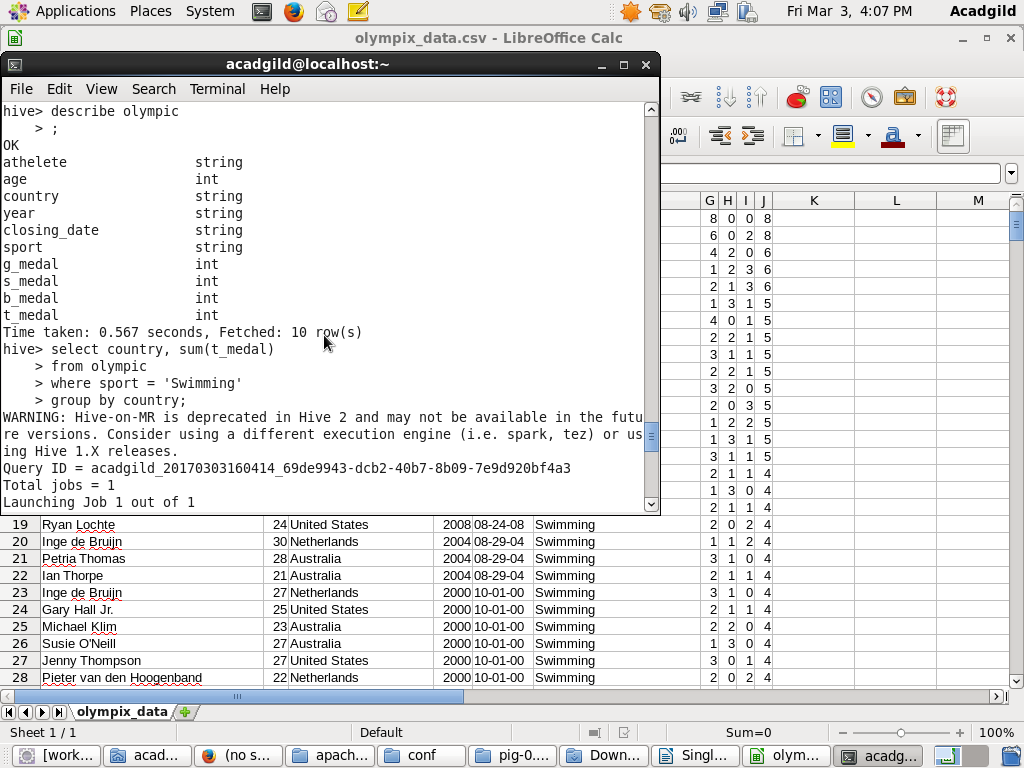 Applications Places System Fri Mar 3, 4:07 PM Acadgild
olympix_data.csv - LibreOffice Calc
acadgild@localhost:~
File Edit View Search Terminal Help
hive> describe olympic
    > ;
OK
athelete string
age int
country string
year string
closing_date string
sport string
g_medal int
s_medal int
b_medal int
t_medal int
Time taken: 0.567 seconds, Fetched: 10 row(s)
hive> select country, sum(t_medal)
    > from olympic
    > where sport = 'Swimming'
    > group by country;
WARNING: Hive-on-MR is deprecated in Hive 2 and may not be available in the futu
re versions. Consider using a different execution engine (i.e. spark, tez) or us
ing Hive 1.X releases.
Query ID = acadgild_20170303160414_69de9943-dcb2-40b7-8b09-7e9d920bf4a3
Total jobs = 1
Launching Job 1 out of 1
.000
a
G H I J K L M
8 0 0 8
6 0 2 8
4 2 0 6
1 2 3 6
2 1 3 6
1 3 1 5
4 0 1 5
2 2 1 5
3 1 1 5
2 2 1 5
3 2 0 5
2 0 3 5
1 2 2 5
1 3 1 5
3 1 1 5
2 1 1 4
1 3 0 4
2 1 1 4
19 Ryan Lochte 24 United States 2008 08-24-08 Swimming 2 0 2 4
20 Inge de Bruijn 30 Netherlands 2004 08-29-04 Swimming 1 1 2 4
21 Petria Thomas 28 Australia 2004 08-29-04 Swimming 3 1 0 4
22 Ian Thorpe 21 Australia 2004 08-29-04 Swimming 2 1 1 4
23 Inge de Bruijn 27 Netherlands 2000 10-01-00 Swimming 3 1 0 4
24 Gary Hall Jr. 25 United States 2000 10-01-00 Swimming 2 1 1 4
25 Michael Klim 23 Australia 2000 10-01-00 Swimming 2 2 0 4
26 Susie O'Neill 27 Australia 2000 10-01-00 Swimming 1 3 0 4
27 Jenny Thompson 27 United States 2000 10-01-00 Swimming 3 0 1 4
28 Pieter van den Hoogenband 22 Netherlands 2000 10-01-00 Swimming 2 0 2 4
olympix_data
Sheet 1 / 1 Default Sum=0 100%
[work... acad... (no s... apach... conf pig-0.... Down... Singl... olym... acadg...